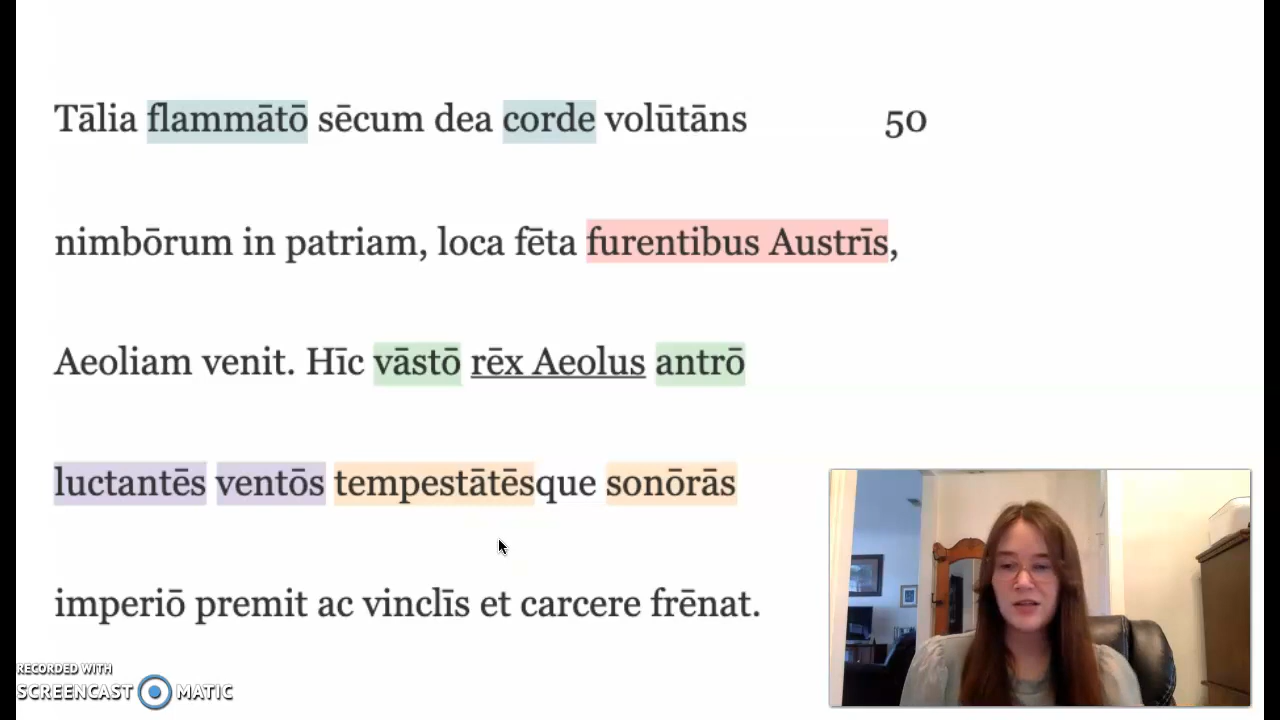 Tālia flammātō sēcum dea corde volūtāns 50
nimbōrum in patriam, loca fēta furentibus Austrīs,
Aeoliam venit. Hīc vāstō rēx Aeolus antrō
luctantēs ventōs tempestātēsque sonōrās
imperiō premit ac vinclīs et carcere frēnat.
RECORDED WITH
SCREENCAST MATIC